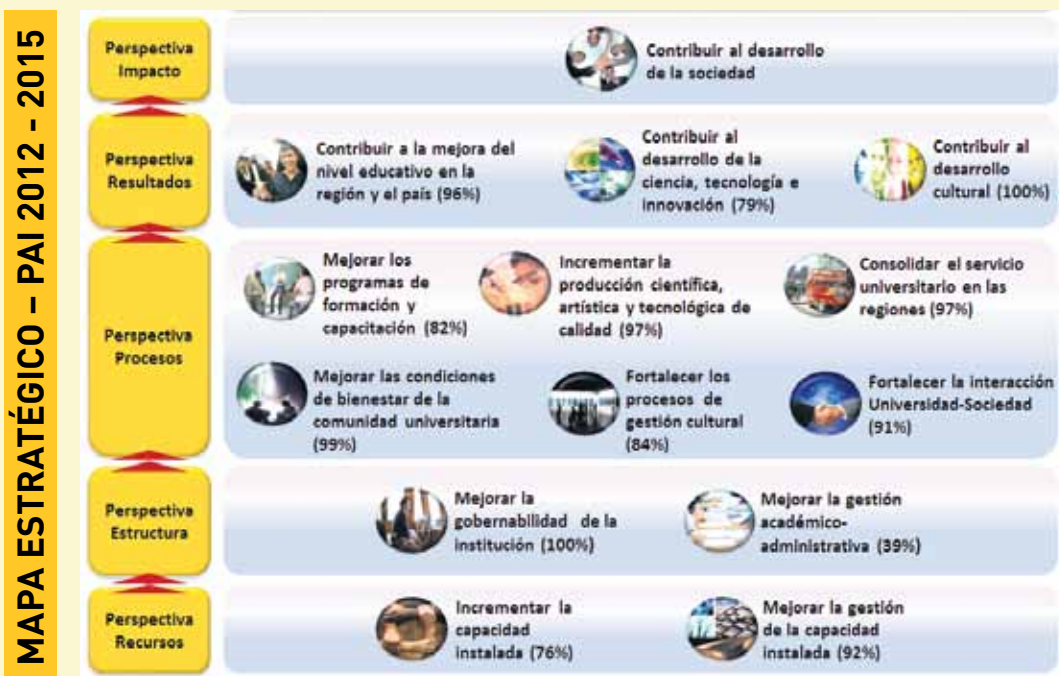 MAPA ESTRATÉGICO – PAI 2012 - 2015
Perspectiva
Impacto
Contribuir al desarrollo
de la sociedad
Perspectiva
Resultados
Contribuir a la mejora del
nivel educativo en la
región y el país (96%)
Contribuir al
desarrollo de la
ciencia, tecnología e
innovación (79%)
Contribuir al
desarrollo
cultural (100%)
Perspectiva
Procesos
Mejorar los
programas de
formación y
capacitación (82%)
Incrementar la
producción científica,
artística y tecnológica de
calidad (97%)
Consolidar el servicio
universitario en las
regiones (97%)
Mejorar las condiciones
de bienestar de la
comunidad universitaria
(99%)
Fortalecer los
procesos de
gestión cultural
(84%)
Fortalecer la interacción
Universidad-Sociedad
(91%)
Perspectiva
Estructura
Mejorar la
gobernabilidad de la
institución (100%)
Mejorar la gestión
académico-
administrativa (39%)
Perspectiva
Recursos
Incrementar la
capacidad
instalada (76%)
Mejorar la gestión
de la capacidad
instalada (92%)